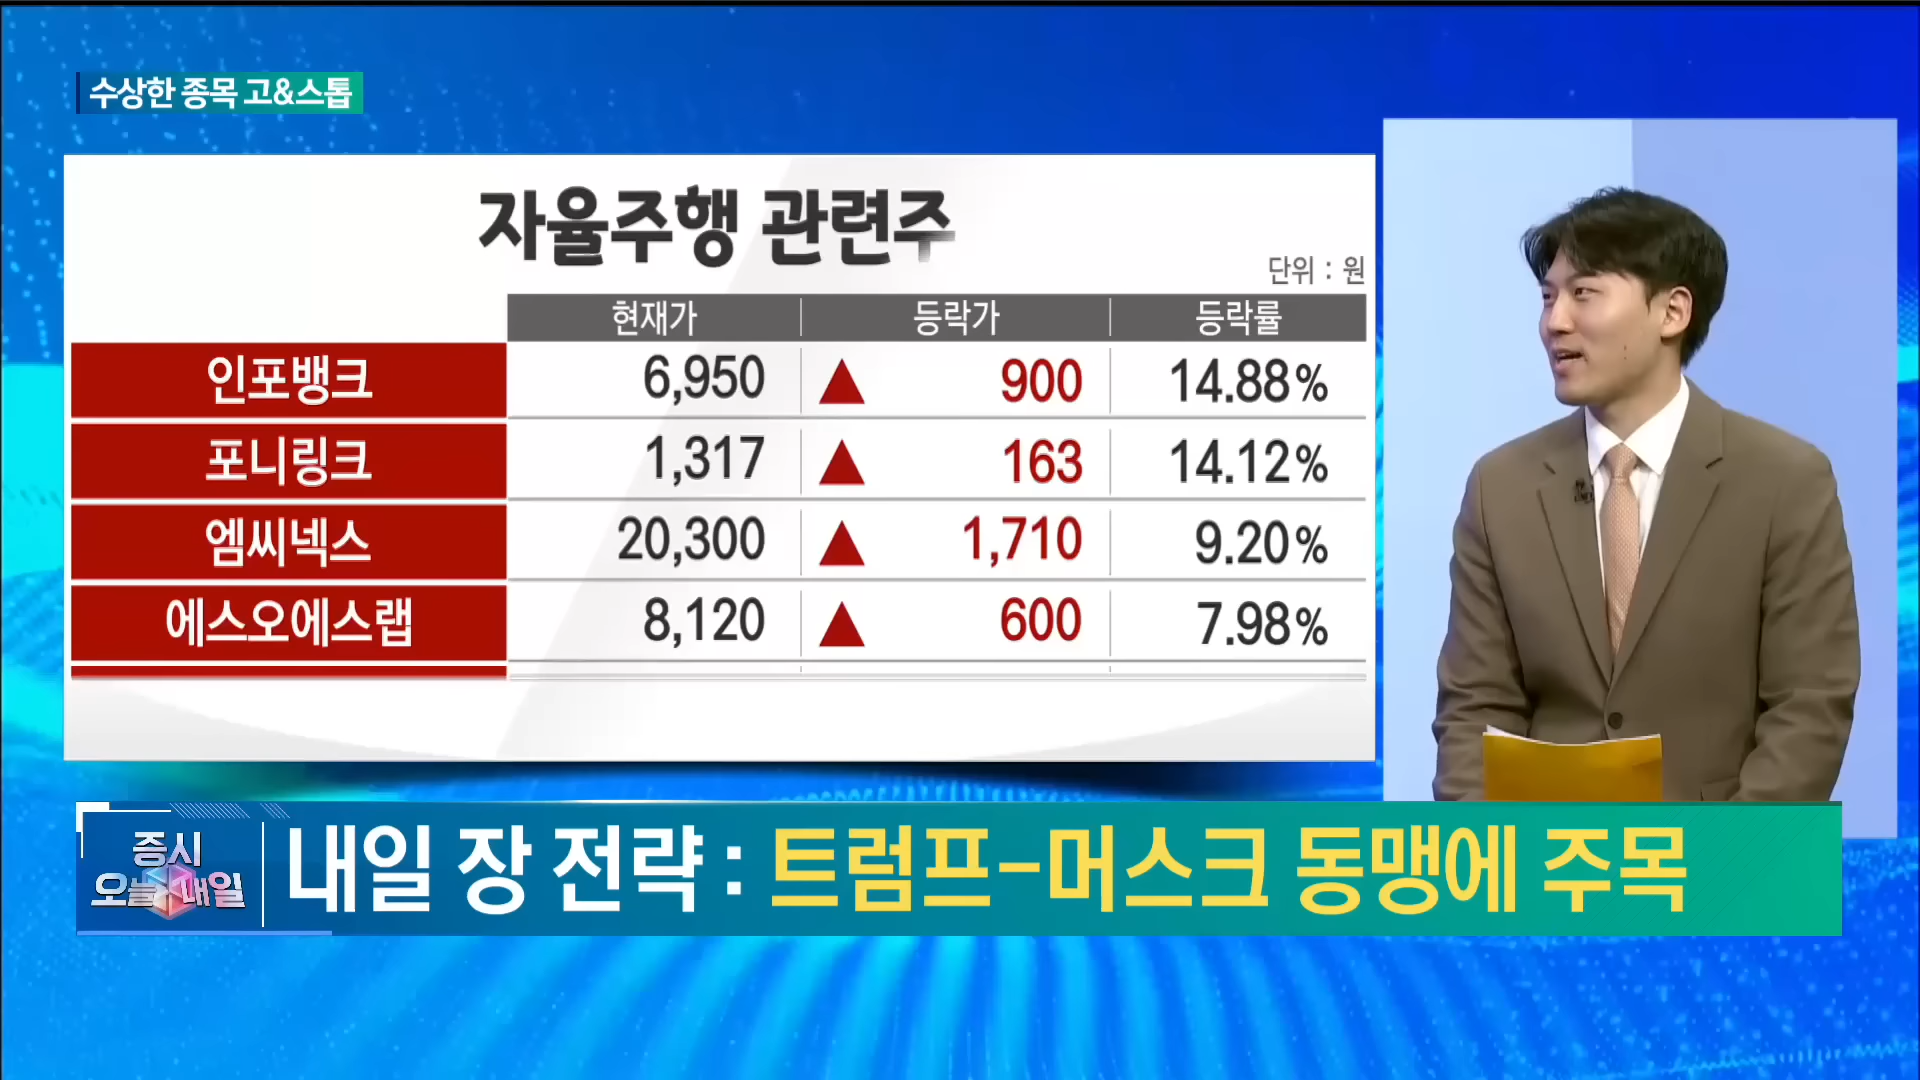 수상한 종목 고&스톱
자율주행 관련주
단위 : 원
현재가 등락가 등락률
인포뱅크 6,950 ▲ 900 14.88%
포니링크 1,317 ▲ 163 14.12%
엠씨넥스 20,300 ▲ 1,710 9.20%
에스오에스랩 8,120 ▲ 600 7.98%
증시
오늘 내일
내일 장 전략 : 트럼프-머스크 동맹에 주목